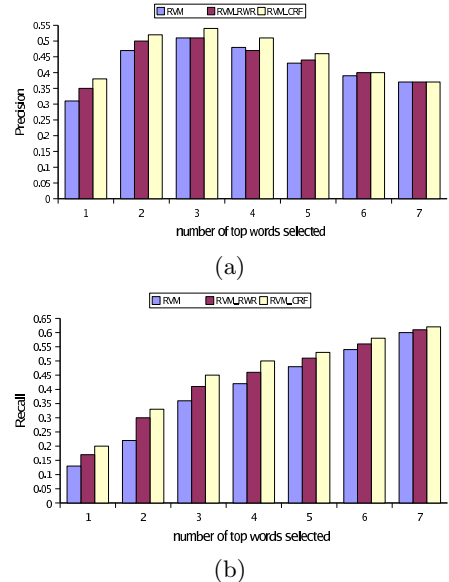 RVM RVM_RWR RVM_CRF
0.55
0.5
0.45
0.4
0.35
0.3
0.25
0.2
0.15
0.1
0.05
0
Precision
1 2 3 4 5 6 7
number of top words selected
(a)
RVM RVM_RWR RVM_CRF
0.65
0.6
0.55
0.5
0.45
0.4
0.35
0.3
0.25
0.2
0.15
0.1
0.05
0
Recall
1 2 3 4 5 6 7
number of top words selected
(b)